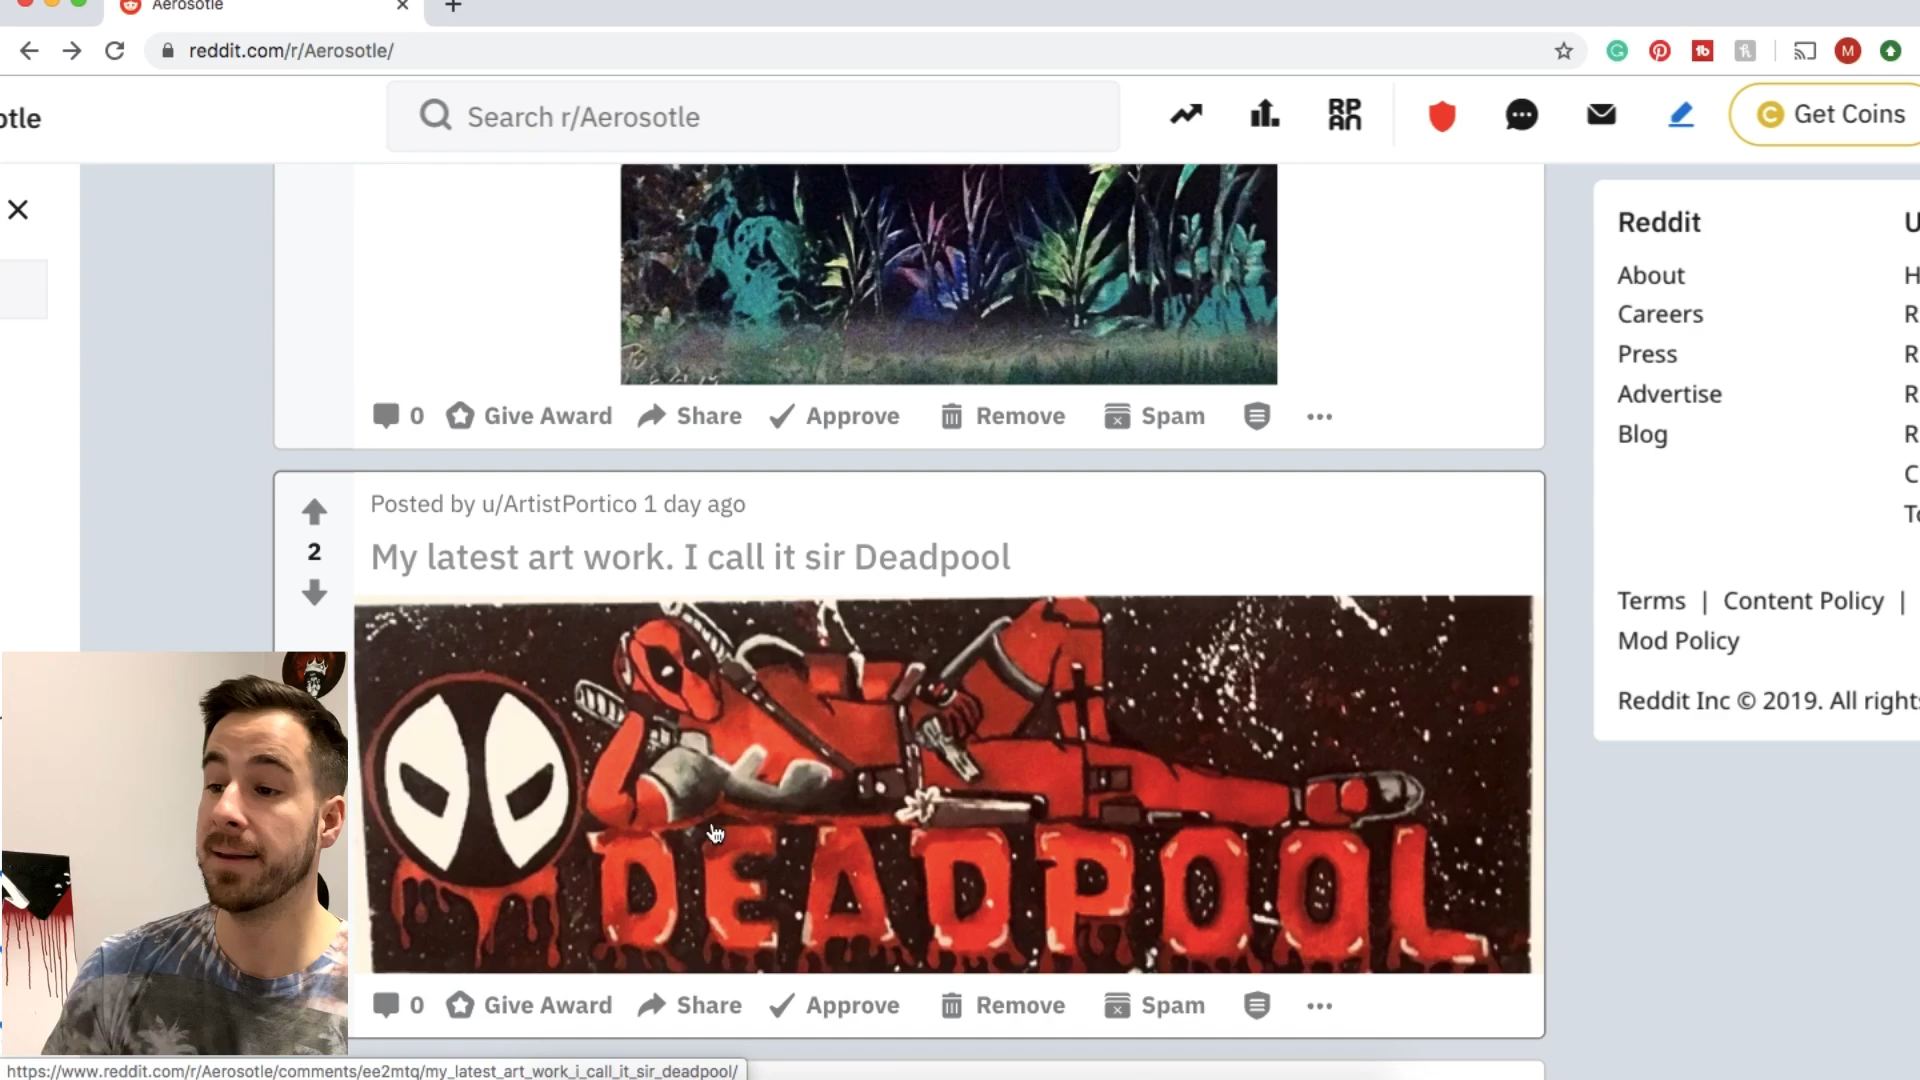 Aerosotle
reddit.com/r/Aerosotle/
M
otle
Search r/Aerosotle
RPAN
Get Coins
Reddit
About
Careers
Press
Advertise
Blog
Terms | Content Policy |
Mod Policy
Reddit Inc © 2019. All rights
0 Give Award Share Approve Remove Spam
Posted by u/ArtistPortico 1 day ago
2
My latest art work. I call it sir Deadpool
DEADPOOL
0 Give Award Share Approve Remove Spam
https://www.reddit.com/r/Aerosotle/comments/ee2mtq/my_latest_art_work_i_call_it_sir_deadpool/